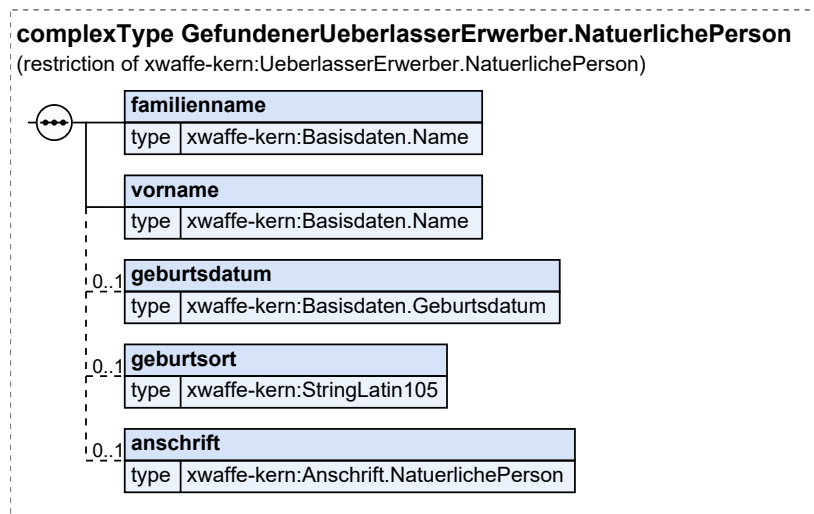 complexType GefundenerUeberlasserErwerber.NatuerlichePerson
(restriction of xwaffe-kern:UeberlasserErwerber.NatuerlichePerson)
familienname
type xwaffe-kern:Basisdaten.Name
vorname
type xwaffe-kern:Basisdaten.Name
0..1 geburtsdatum
type xwaffe-kern:Basisdaten.Geburtsdatum
0..1 geburtsort
type xwaffe-kern:StringLatin105
0..1 anschrift
type xwaffe-kern:Anschrift.NatuerlichePerson